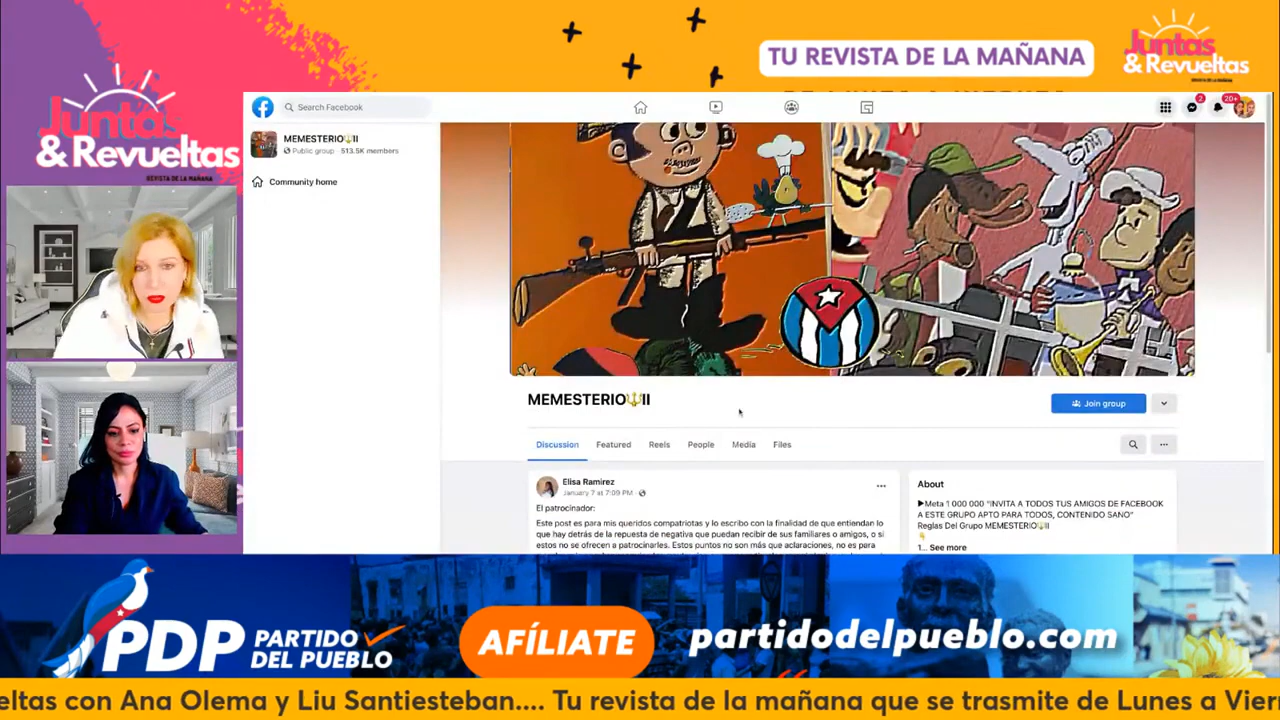 TU REVISTA DE LA MAÑANA
Juntas
& Revueltas
Juntas
& Revueltas
REVISTA DE LA MAÑANA
Search Facebook
2
20+
MEMESTERIO🔱II
Public group · 513.5K members
Community home
MEMESTERIO🔱II
Join group
Discussion
Featured
Reels
People
Media
Files
Elisa Ramirez
January 7 at 7:09 PM ·
El patrocinador:
Este post es para mis queridos compatriotas y lo escribo con la finalidad de que entiendan lo
que hay detrás de la repuesta de negativa que puedan recibir de sus familiares o amigos, o si
estos no se ofrecen a patrocinarles. Estos puntos no son más que aclaraciones, no es para
About
▶Meta 1 000 000 "INVITA A TODOS TUS AMIGOS DE FACEBOOK
A ESTE GRUPO APTO PARA TODOS, CONTENIDO SANO"
Reglas Del Grupo MEMESTERIO🔱II
👇
1... See more
PDP PARTIDO
DEL PUEBLO
AFÍLIATE
partidodelpueblo.com
eltas con Ana Olema y Liu Santiesteban.... Tu revista de la mañana que se trasmite de Lunes a Vier